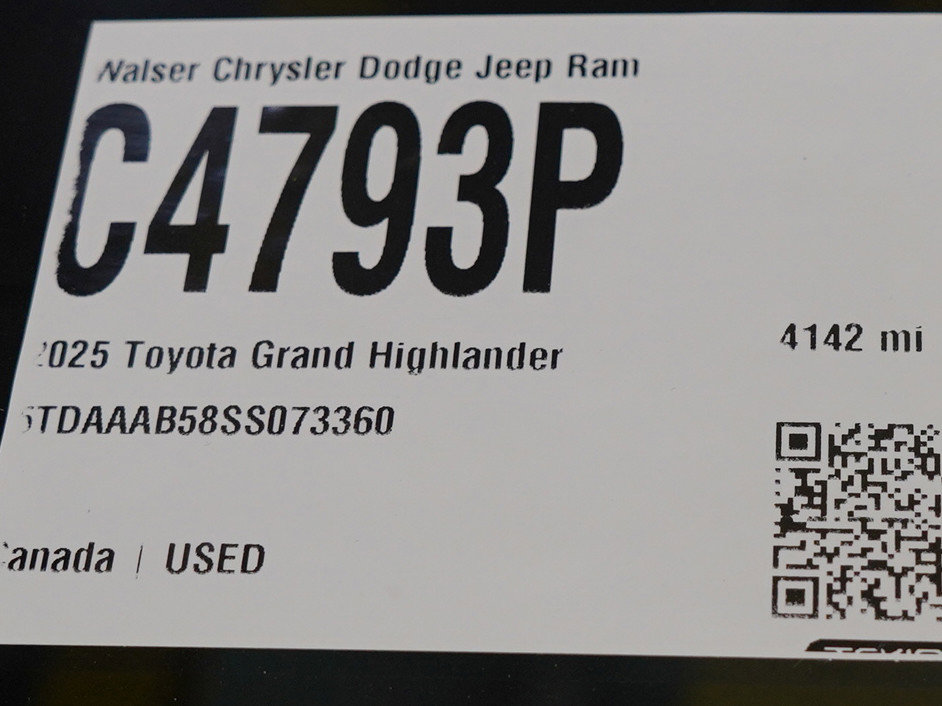 Walser Chrysler Dodge Jeep Ram
C4793P
2025 Toyota Grand Highlander
4142 mi
5TDAAAB58SS073360
Canada | USED